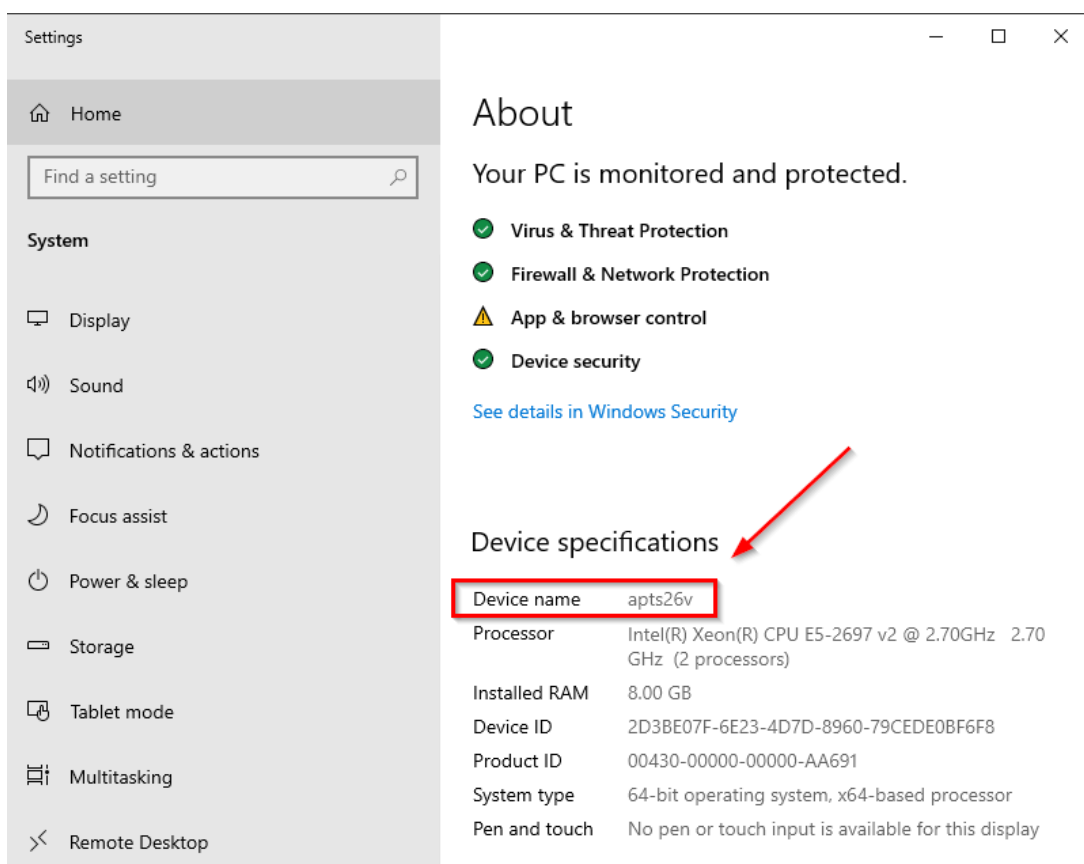 Settings
Home
Find a setting
System
Display
Sound
Notifications & actions
Focus assist
Power & sleep
Storage
Tablet mode
Multitasking
Remote Desktop
About
Your PC is monitored and protected.
Virus & Threat Protection
Firewall & Network Protection
App & browser control
Device security
See details in Windows Security
Device specifications
Device name apts26v
Processor Intel(R) Xeon(R) CPU E5-2697 v2 @ 2.70GHz 2.70
GHz (2 processors)
Installed RAM 8.00 GB
Device ID 2D3BE07F-6E23-4D7D-8960-79CEDE0BF6F8
Product ID 00430-00000-00000-AA691
System type 64-bit operating system, x64-based processor
Pen and touch No pen or touch input is available for this display